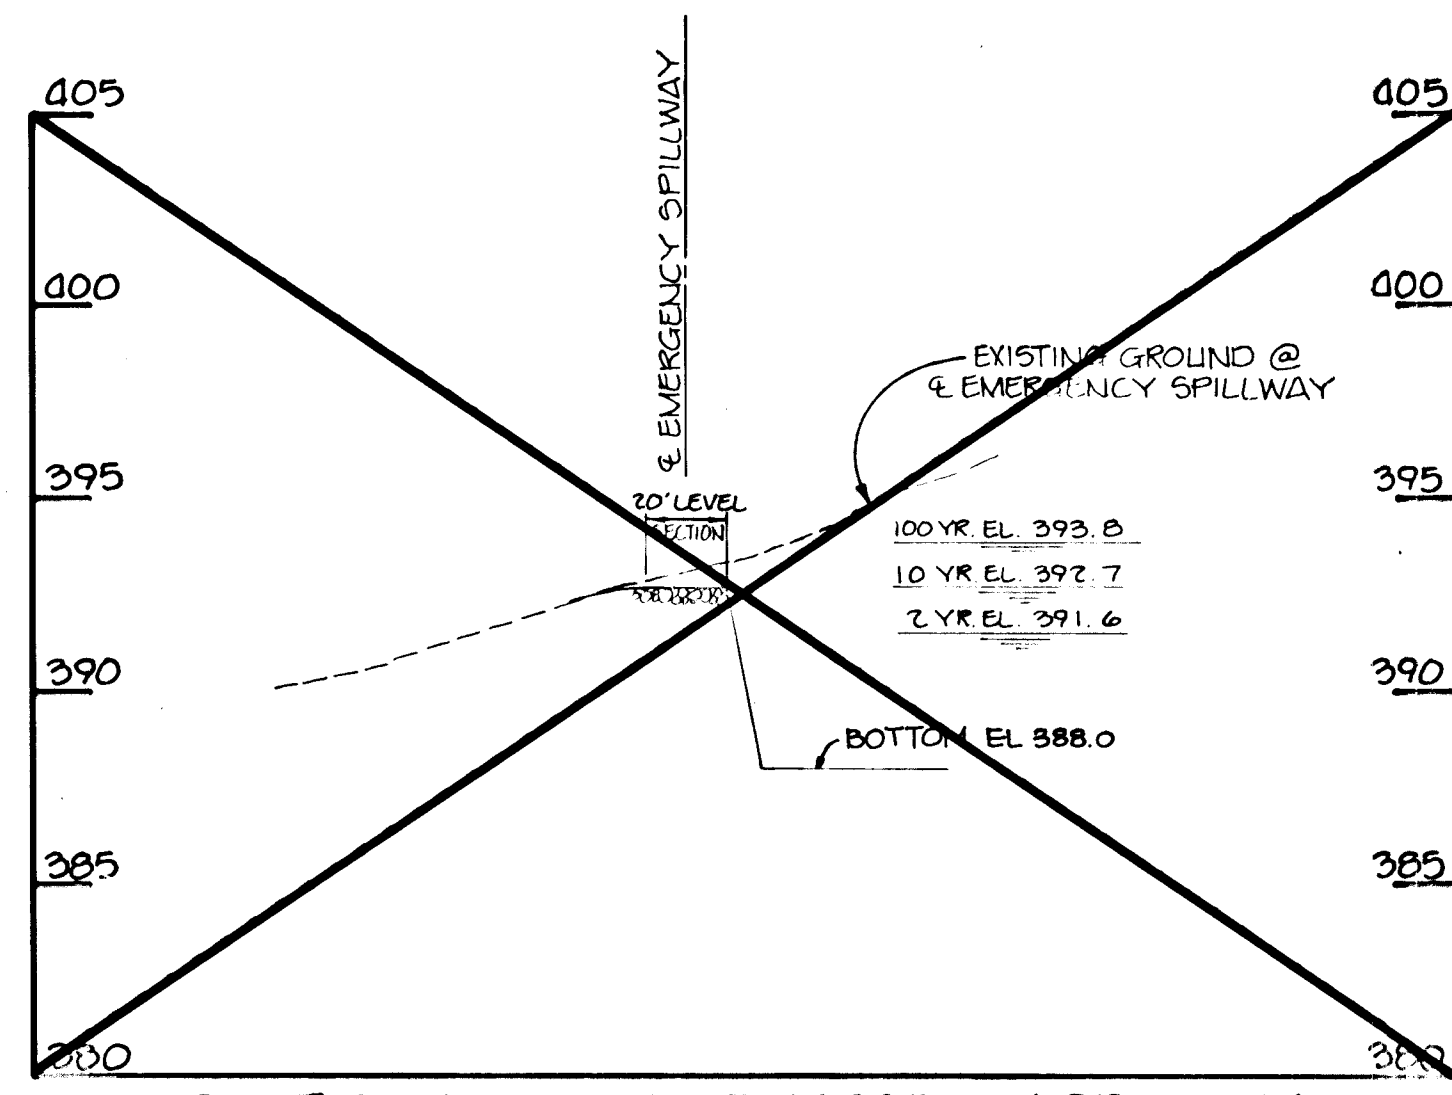 405
405
℄ EMERGENCY SPILLWAY
400
400
EXISTING GROUND @
℄ EMERGENCY SPILLWAY
395
395
20' LEVEL
SECTION
100 YR. EL. 393.8
10 YR. EL. 392.7
2 YR. EL. 391.6
390
390
BOTTOM EL 388.0
385
385
380
380